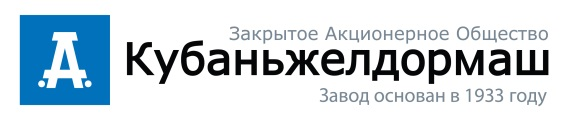 .Д.
Закрытое Акционерное Общество
Кубаньжелдормаш
Завод основан в 1933 году